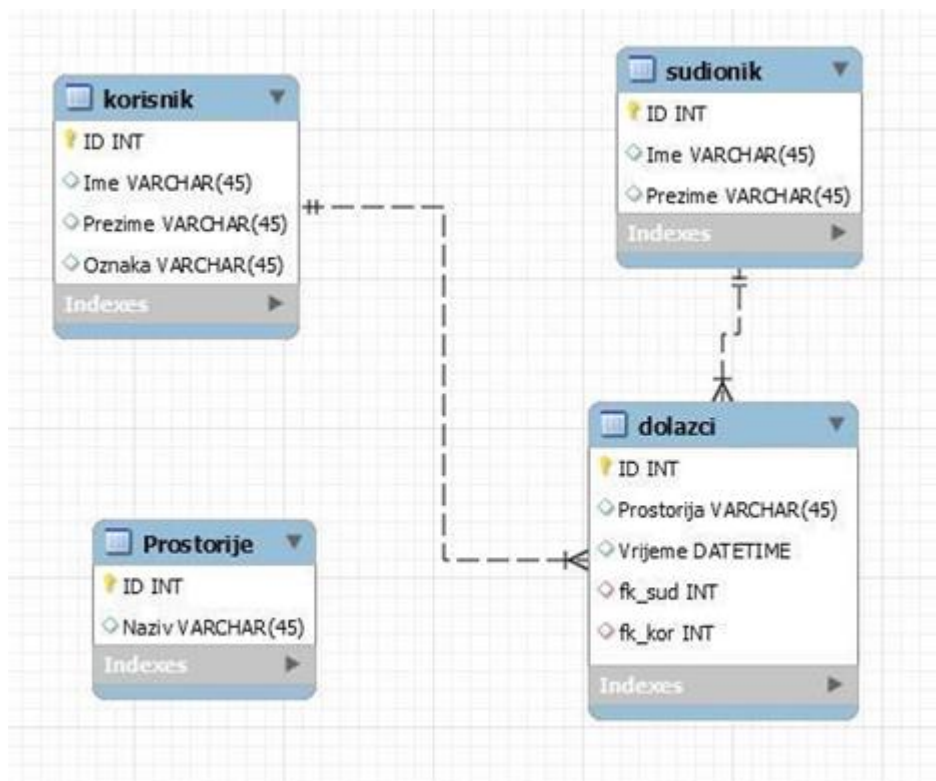 korisnik
ID INT
Ime VARCHAR(45)
Prezime VARCHAR(45)
Oznaka VARCHAR(45)
Indexes
sudionik
ID INT
Ime VARCHAR(45)
Prezime VARCHAR(45)
Indexes
Prostorije
ID INT
Naziv VARCHAR(45)
Indexes
dolazci
ID INT
Prostorija VARCHAR(45)
Vrijeme DATETIME
fk_sud INT
fk_kor INT
Indexes